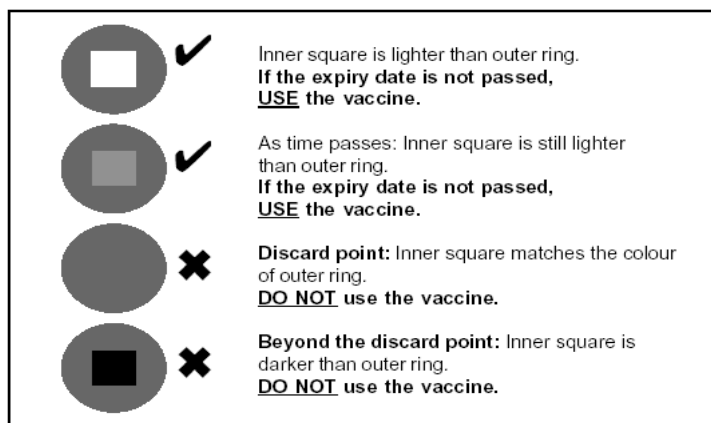 Inner square is lighter than outer ring.
If the expiry date is not passed,
USE the vaccine.
As time passes: Inner square is still lighter
than outer ring.
If the expiry date is not passed,
USE the vaccine.
Discard point: Inner square matches the colour
of outer ring.
DO NOT use the vaccine.
Beyond the discard point: Inner square is
darker than outer ring.
DO NOT use the vaccine.